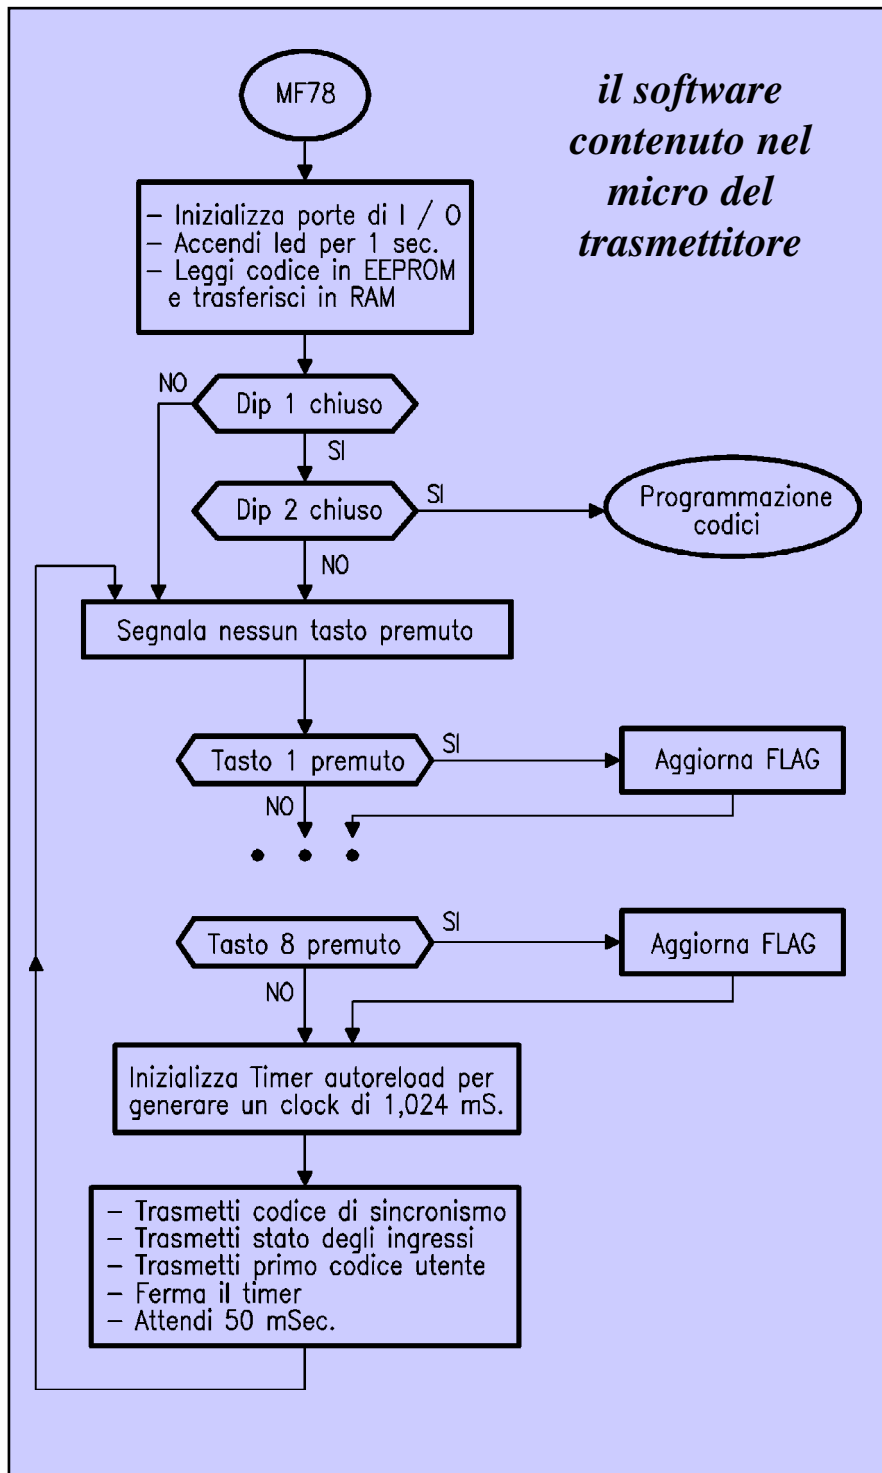 MF78
il software
contenuto nel
micro del
trasmettitore
– Inizializza porte di I / O
– Accendi led per 1 sec.
– Leggi codice in EEPROM
e trasferisci in RAM
NO
Dip 1 chiuso
SI
Dip 2 chiuso
SI
Programmazione
codici
NO
Segnala nessun tasto premuto
Tasto 1 premuto
SI
Aggiorna FLAG
NO
Tasto 8 premuto
SI
Aggiorna FLAG
NO
Inizializza Timer autoreload per
generare un clock di 1,024 mS.
– Trasmetti codice di sincronismo
– Trasmetti stato degli ingressi
– Trasmetti primo codice utente
– Ferma il timer
– Attendi 50 mSec.